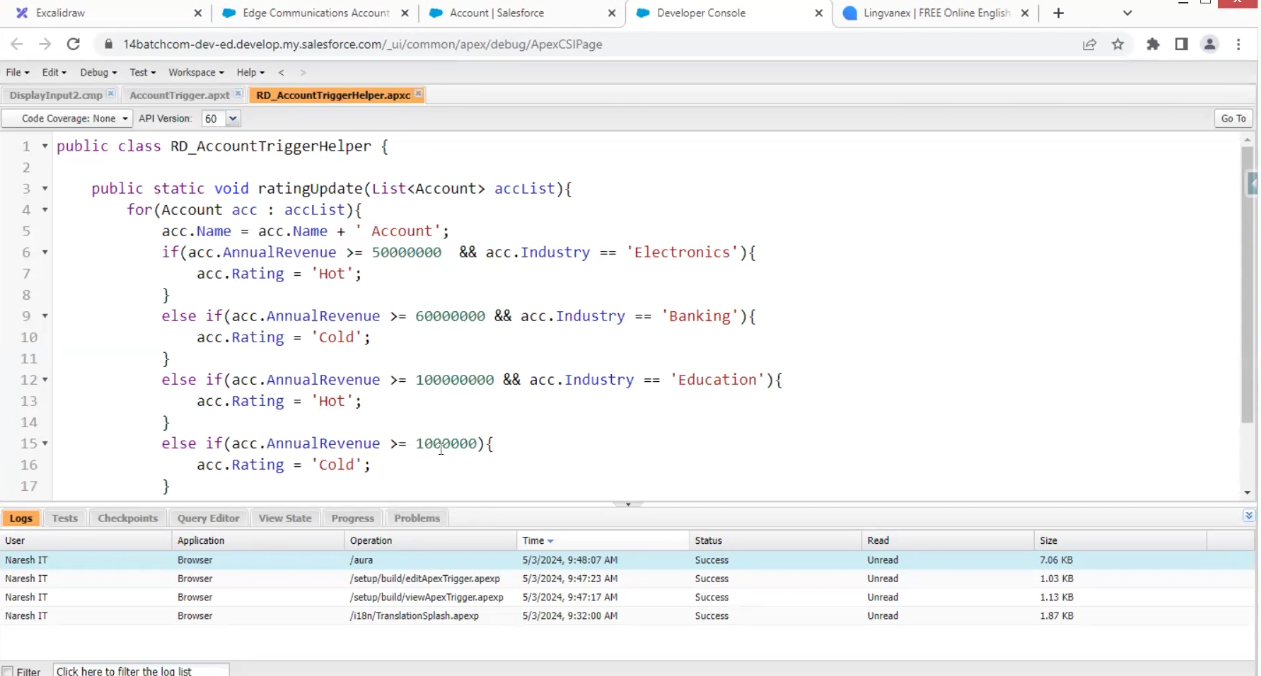 Excalidraw
Edge Communications Account
Account | Salesforce
Developer Console
Lingvanex | FREE Online English
14batchcom-dev-ed.develop.my.salesforce.com/_ui/common/apex/debug/ApexCSIPage
File Edit Debug Test Workspace Help < >
DisplayInput2.cmp AccountTrigger.apxt RD_AccountTriggerHelper.apxc
Code Coverage: None API Version: 60 Go To
1 public class RD_AccountTriggerHelper {
2
3 public static void ratingUpdate(List<Account> accList){
4 for(Account acc : accList){
5 acc.Name = acc.Name + ' Account';
6 if(acc.AnnualRevenue >= 50000000 && acc.Industry == 'Electronics'){
7 acc.Rating = 'Hot';
8 }
9 else if(acc.AnnualRevenue >= 60000000 && acc.Industry == 'Banking'){
10 acc.Rating = 'Cold';
11 }
12 else if(acc.AnnualRevenue >= 100000000 && acc.Industry == 'Education'){
13 acc.Rating = 'Hot';
14 }
15 else if(acc.AnnualRevenue >= 1000000){
16 acc.Rating = 'Cold';
17 }
Logs Tests Checkpoints Query Editor View State Progress Problems
User Application Operation Time Status Read Size
Naresh IT Browser /aura 5/3/2024, 9:48:07 AM Success Unread 7.06 KB
Naresh IT Browser /setup/build/editApexTrigger.apexp 5/3/2024, 9:47:23 AM Success Unread 1.03 KB
Naresh IT Browser /setup/build/viewApexTrigger.apexp 5/3/2024, 9:47:17 AM Success Unread 1.13 KB
Naresh IT Browser /i18n/TranslationSplash.apexp 5/3/2024, 9:32:00 AM Success Unread 1.87 KB
Filter Click here to filter the log list